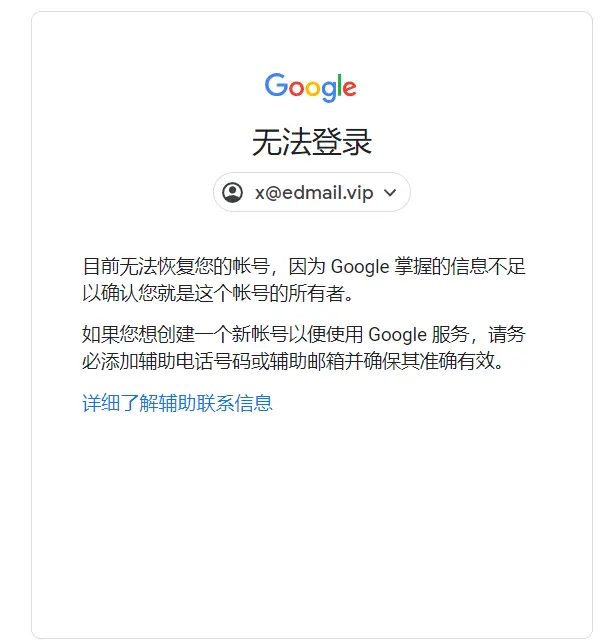 Google
无法登录
x@edmail.vip
目前无法恢复您的帐号，因为 Google 掌握的信息不足
以确认您就是这个帐号的所有者。
如果您想创建一个新帐号以便使用 Google 服务，请务
必添加辅助电话号码或辅助邮箱并确保其准确有效。
详细了解辅助联系信息